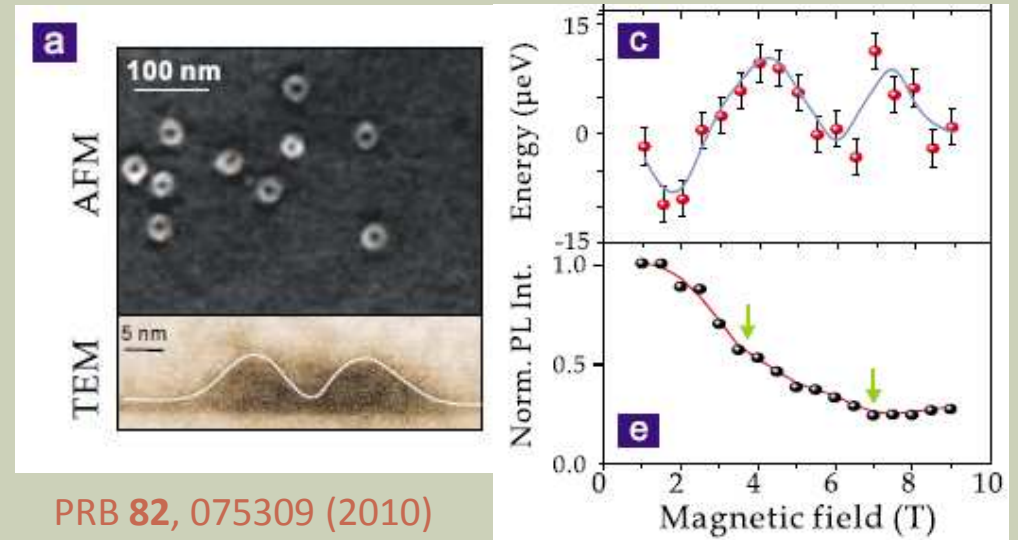 a
100 nm
AFM
5 nm
TEM
PRB 82, 075309 (2010)
c
15
0
-15
Energy (µeV)
1.0
0.5
0.0
Norm. PL Int.
e
0 2 4 6 8 10
Magnetic field (T)